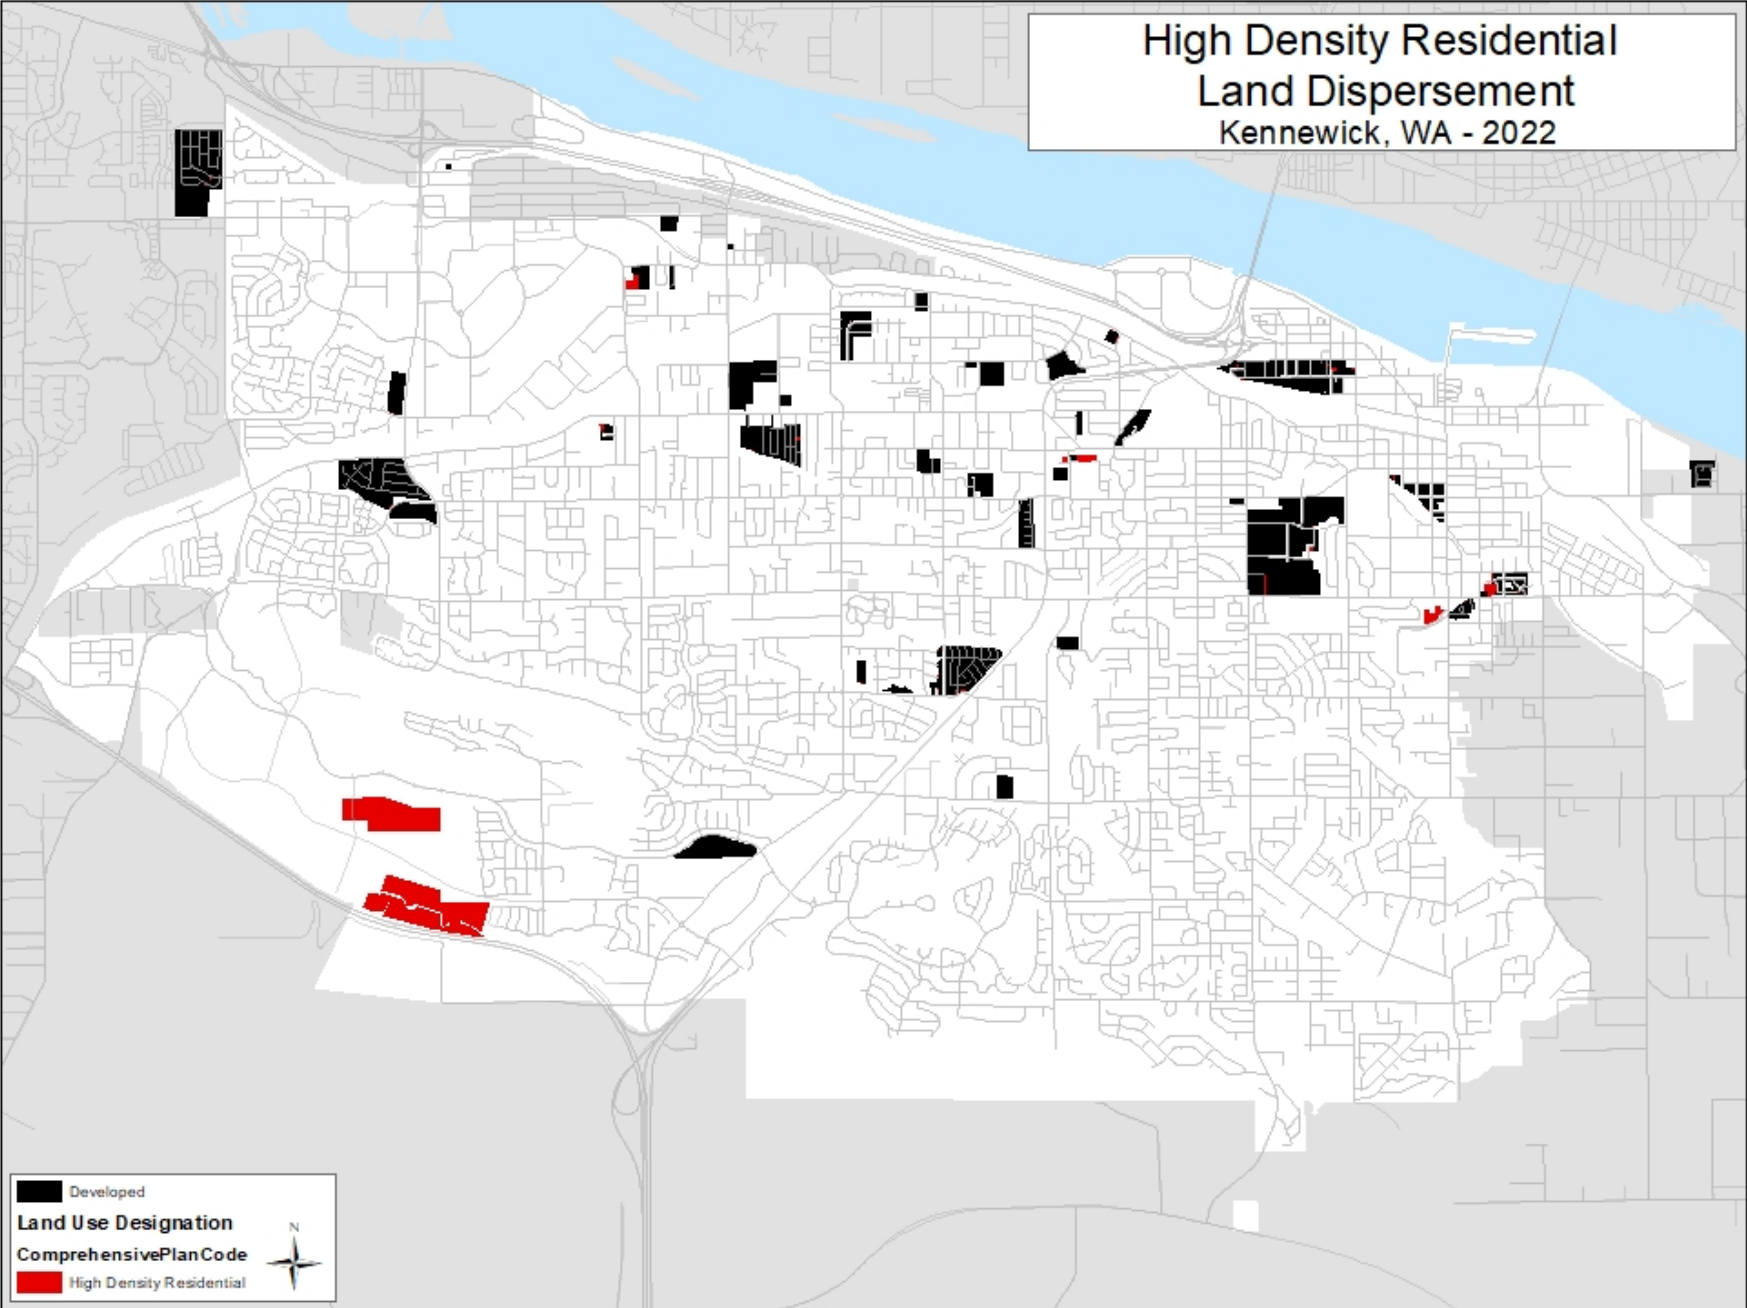 High Density Residential
Land Dispersement
Kennewick, WA - 2022
Developed
Land Use Designation
N
ComprehensivePlanCode
High Density Residential